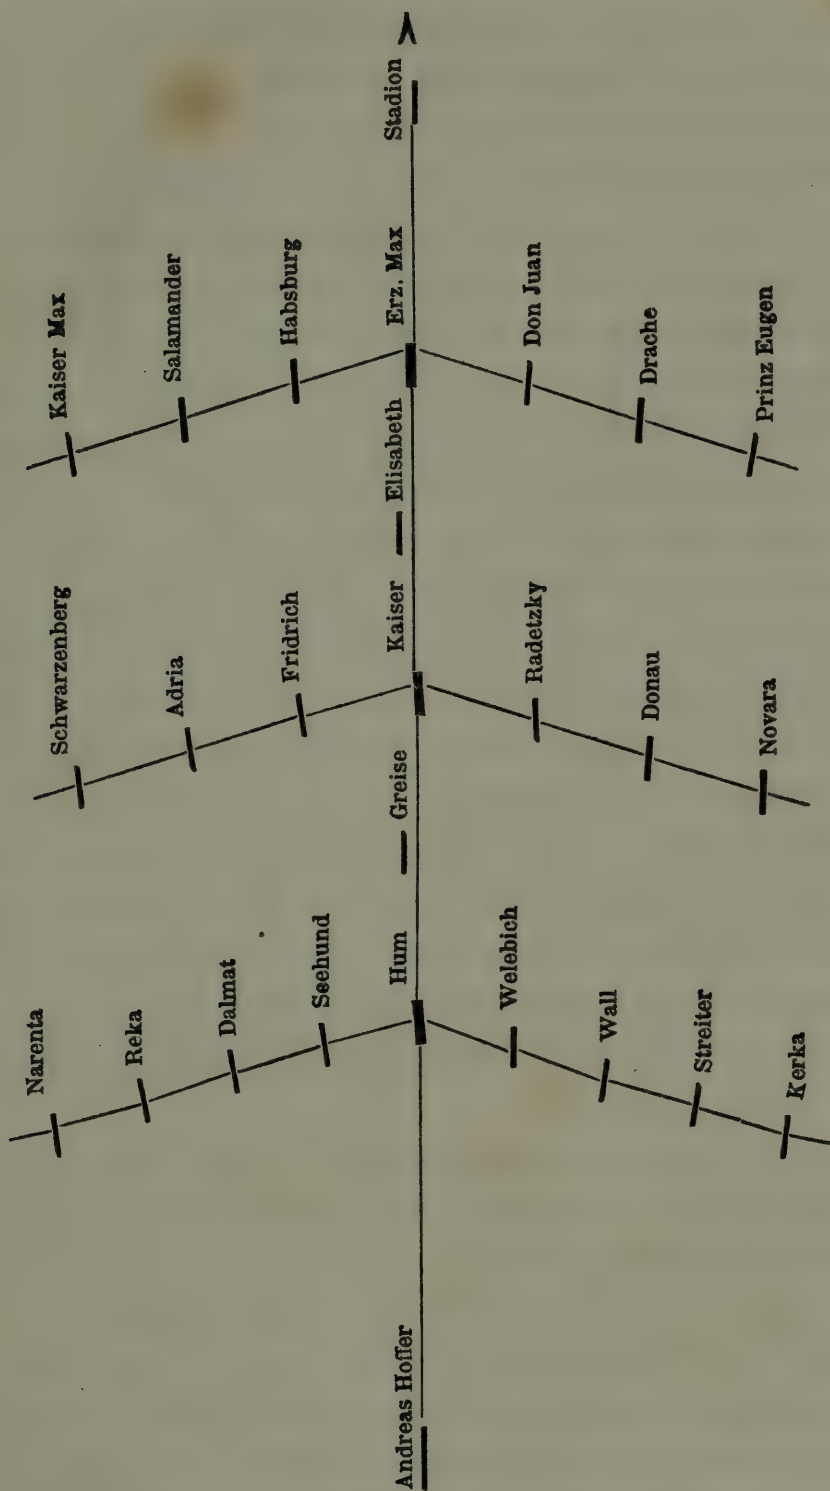 Narenta
Schwarzenberg
Kaiser Max
Reka
Adria
Salamander
Dalmat
Fridrich
Habsburg
Seehund
Andreas Hoffer
Hum
Greise
Kaiser
Elisabeth
Erz. Max
Stadion
Welebich
Radetzky
Don Juan
Wall
Donau
Drache
Streiter
Novara
Prinz Eugen
Kerka